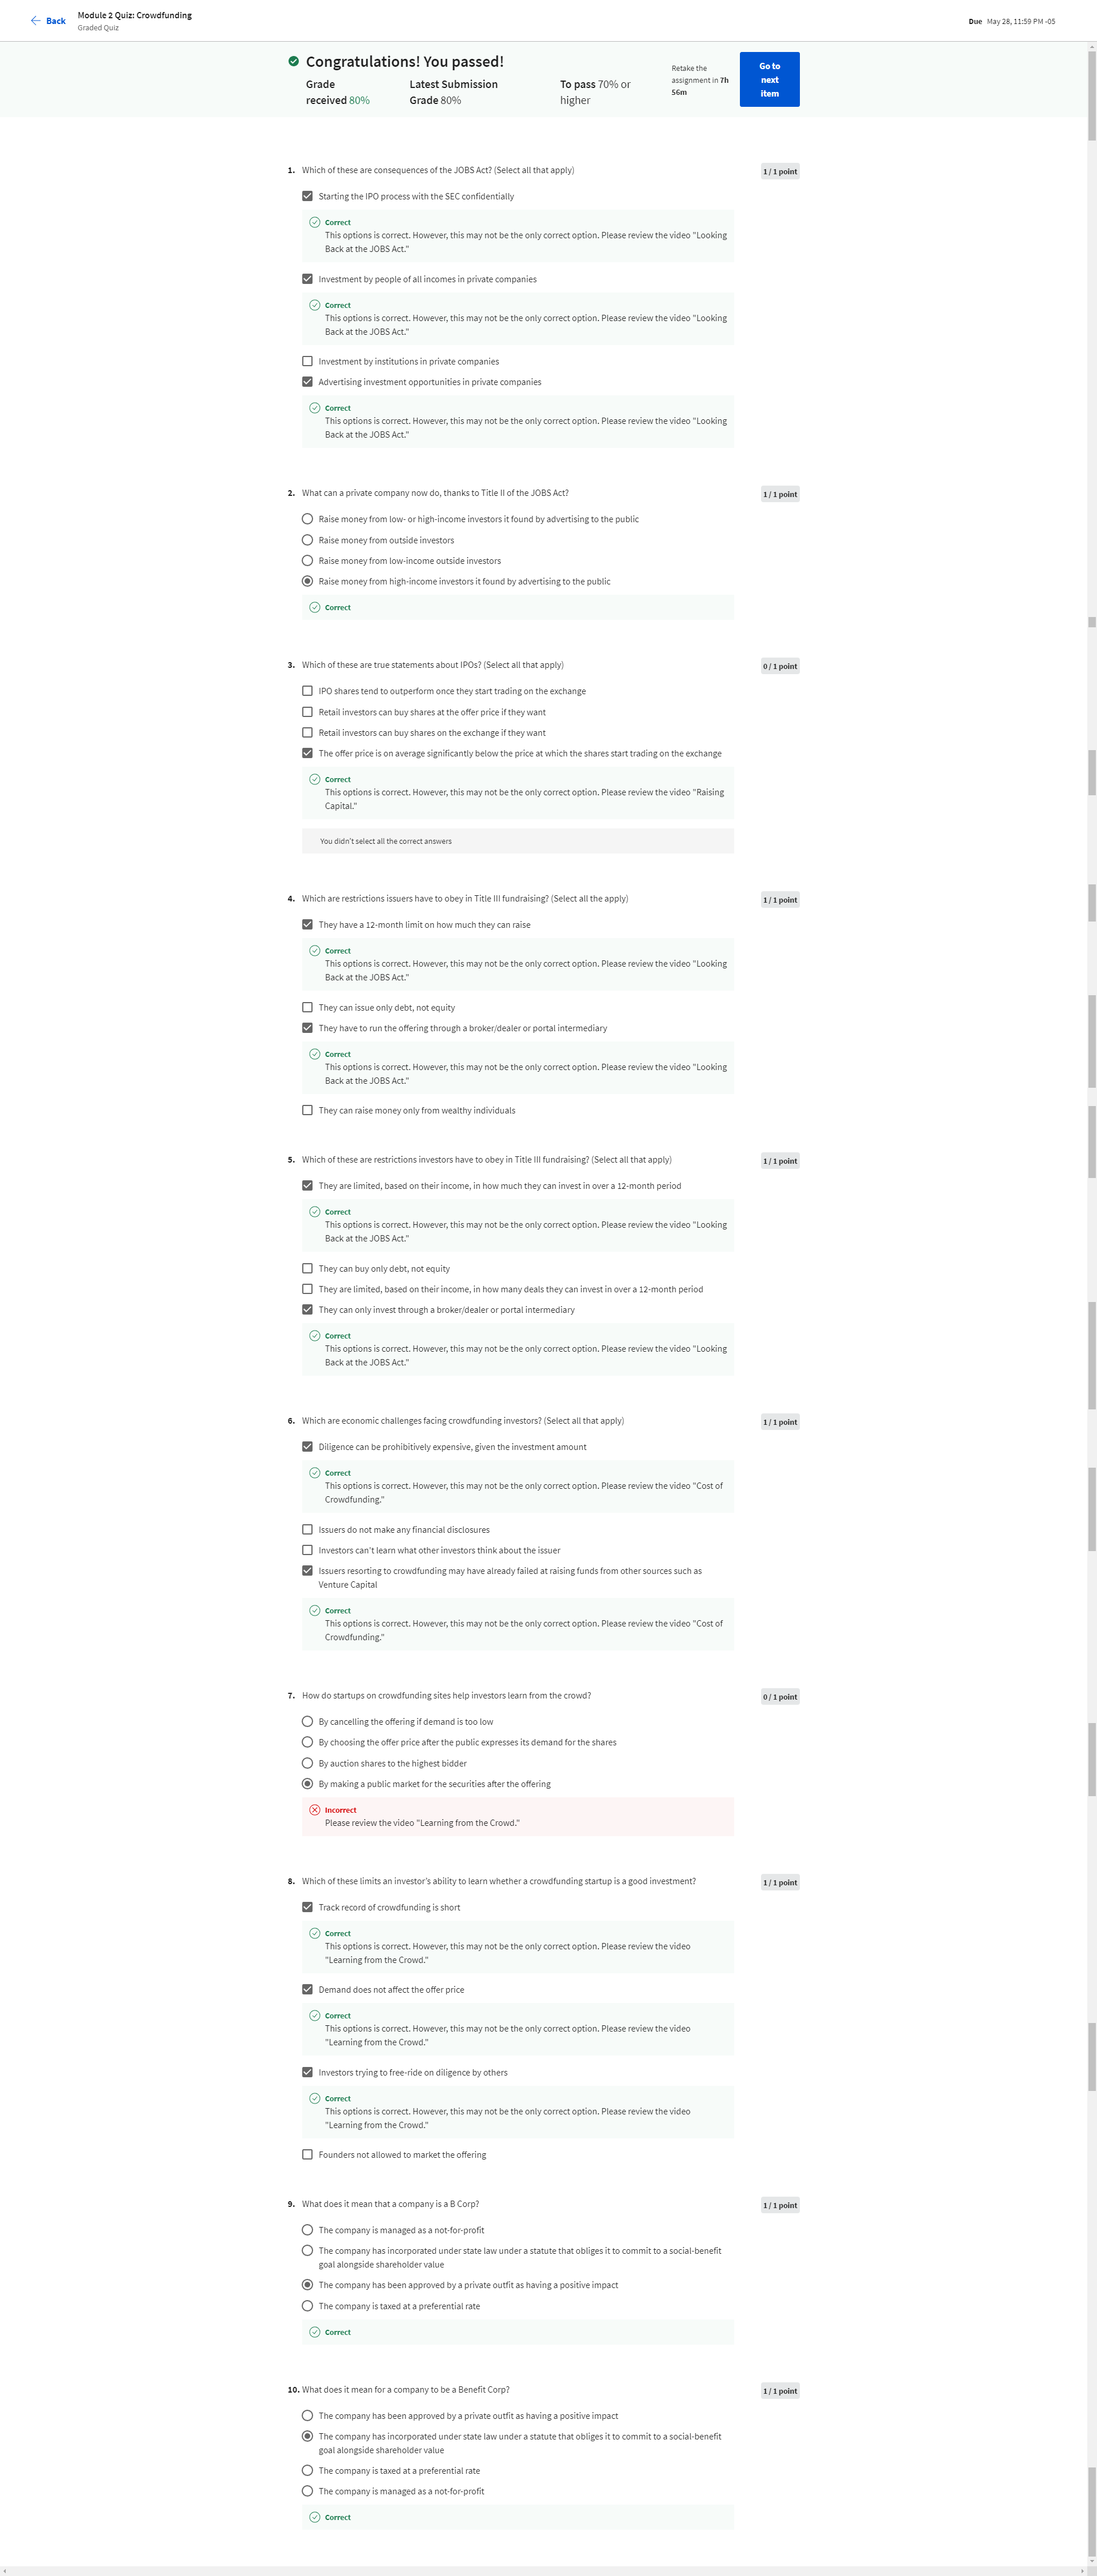 Back
Module 2 Quiz: Crowdfunding
Graded Quiz
Due May 28, 11:59 PM -05
Congratulations! You passed!
Grade
received 80%
Latest Submission
Grade 80%
To pass 70% or
higher
Retake the
assignment in 7h
56m
Go to
next
item
1. Which of these are consequences of the JOBS Act? (Select all that apply)
1 / 1 point
Starting the IPO process with the SEC confidentially
Correct
This options is correct. However, this may not be the only correct option. Please review the video "Looking
Back at the JOBS Act."
Investment by people of all incomes in private companies
Correct
This options is correct. However, this may not be the only correct option. Please review the video "Looking
Back at the JOBS Act."
Investment by institutions in private companies
Advertising investment opportunities in private companies
Correct
This options is correct. However, this may not be the only correct option. Please review the video "Looking
Back at the JOBS Act."
2. What can a private company now do, thanks to Title II of the JOBS Act?
1 / 1 point
Raise money from low- or high-income investors it found by advertising to the public
Raise money from outside investors
Raise money from low-income outside investors
Raise money from high-income investors it found by advertising to the public
Correct
3. Which of these are true statements about IPOs? (Select all that apply)
0 / 1 point
IPO shares tend to outperform once they start trading on the exchange
Retail investors can buy shares at the offer price if they want
Retail investors can buy shares on the exchange if they want
The offer price is on average significantly below the price at which the shares start trading on the exchange
Correct
This options is correct. However, this may not be the only correct option. Please review the video "Raising
Capital."
You didn't select all the correct answers
4. Which are restrictions issuers have to obey in Title III fundraising? (Select all the apply)
1 / 1 point
They have a 12-month limit on how much they can raise
Correct
This options is correct. However, this may not be the only correct option. Please review the video "Looking
Back at the JOBS Act."
They can issue only debt, not equity
They have to run the offering through a broker/dealer or portal intermediary
Correct
This options is correct. However, this may not be the only correct option. Please review the video "Looking
Back at the JOBS Act."
They can raise money only from wealthy individuals
5. Which of these are restrictions investors have to obey in Title III fundraising? (Select all that apply)
1 / 1 point
They are limited, based on their income, in how much they can invest in over a 12-month period
Correct
This options is correct. However, this may not be the only correct option. Please review the video "Looking
Back at the JOBS Act."
They can buy only debt, not equity
They are limited, based on their income, in how many deals they can invest in over a 12-month period
They can only invest through a broker/dealer or portal intermediary
Correct
This options is correct. However, this may not be the only correct option. Please review the video "Looking
Back at the JOBS Act."
6. Which are economic challenges facing crowdfunding investors? (Select all that apply)
1 / 1 point
Diligence can be prohibitively expensive, given the investment amount
Correct
This options is correct. However, this may not be the only correct option. Please review the video "Cost of
Crowdfunding."
Issuers do not make any financial disclosures
Investors can't learn what other investors think about the issuer
Issuers resorting to crowdfunding may have already failed at raising funds from other sources such as
Venture Capital
Correct
This options is correct. However, this may not be the only correct option. Please review the video "Cost of
Crowdfunding."
7. How do startups on crowdfunding sites help investors learn from the crowd?
0 / 1 point
By cancelling the offering if demand is too low
By choosing the offer price after the public expresses its demand for the shares
By auction shares to the highest bidder
By making a public market for the securities after the offering
Incorrect
Please review the video "Learning from the Crowd."
8. Which of these limits an investor's ability to learn whether a crowdfunding startup is a good investment?
1 / 1 point
Track record of crowdfunding is short
Correct
This options is correct. However, this may not be the only correct option. Please review the video
"Learning from the Crowd."
Demand does not affect the offer price
Correct
This options is correct. However, this may not be the only correct option. Please review the video
"Learning from the Crowd."
Investors trying to free-ride on diligence by others
Correct
This options is correct. However, this may not be the only correct option. Please review the video
"Learning from the Crowd."
Founders not allowed to market the offering
9. What does it mean that a company is a B Corp?
1 / 1 point
The company is managed as a not-for-profit
The company has incorporated under state law under a statute that obliges it to commit to a social-benefit
goal alongside shareholder value
The company has been approved by a private outfit as having a positive impact
The company is taxed at a preferential rate
Correct
10. What does it mean for a company to be a Benefit Corp?
1 / 1 point
The company has been approved by a private outfit as having a positive impact
The company has incorporated under state law under a statute that obliges it to commit to a social-benefit
goal alongside shareholder value
The company is taxed at a preferential rate
The company is managed as a not-for-profit
Correct